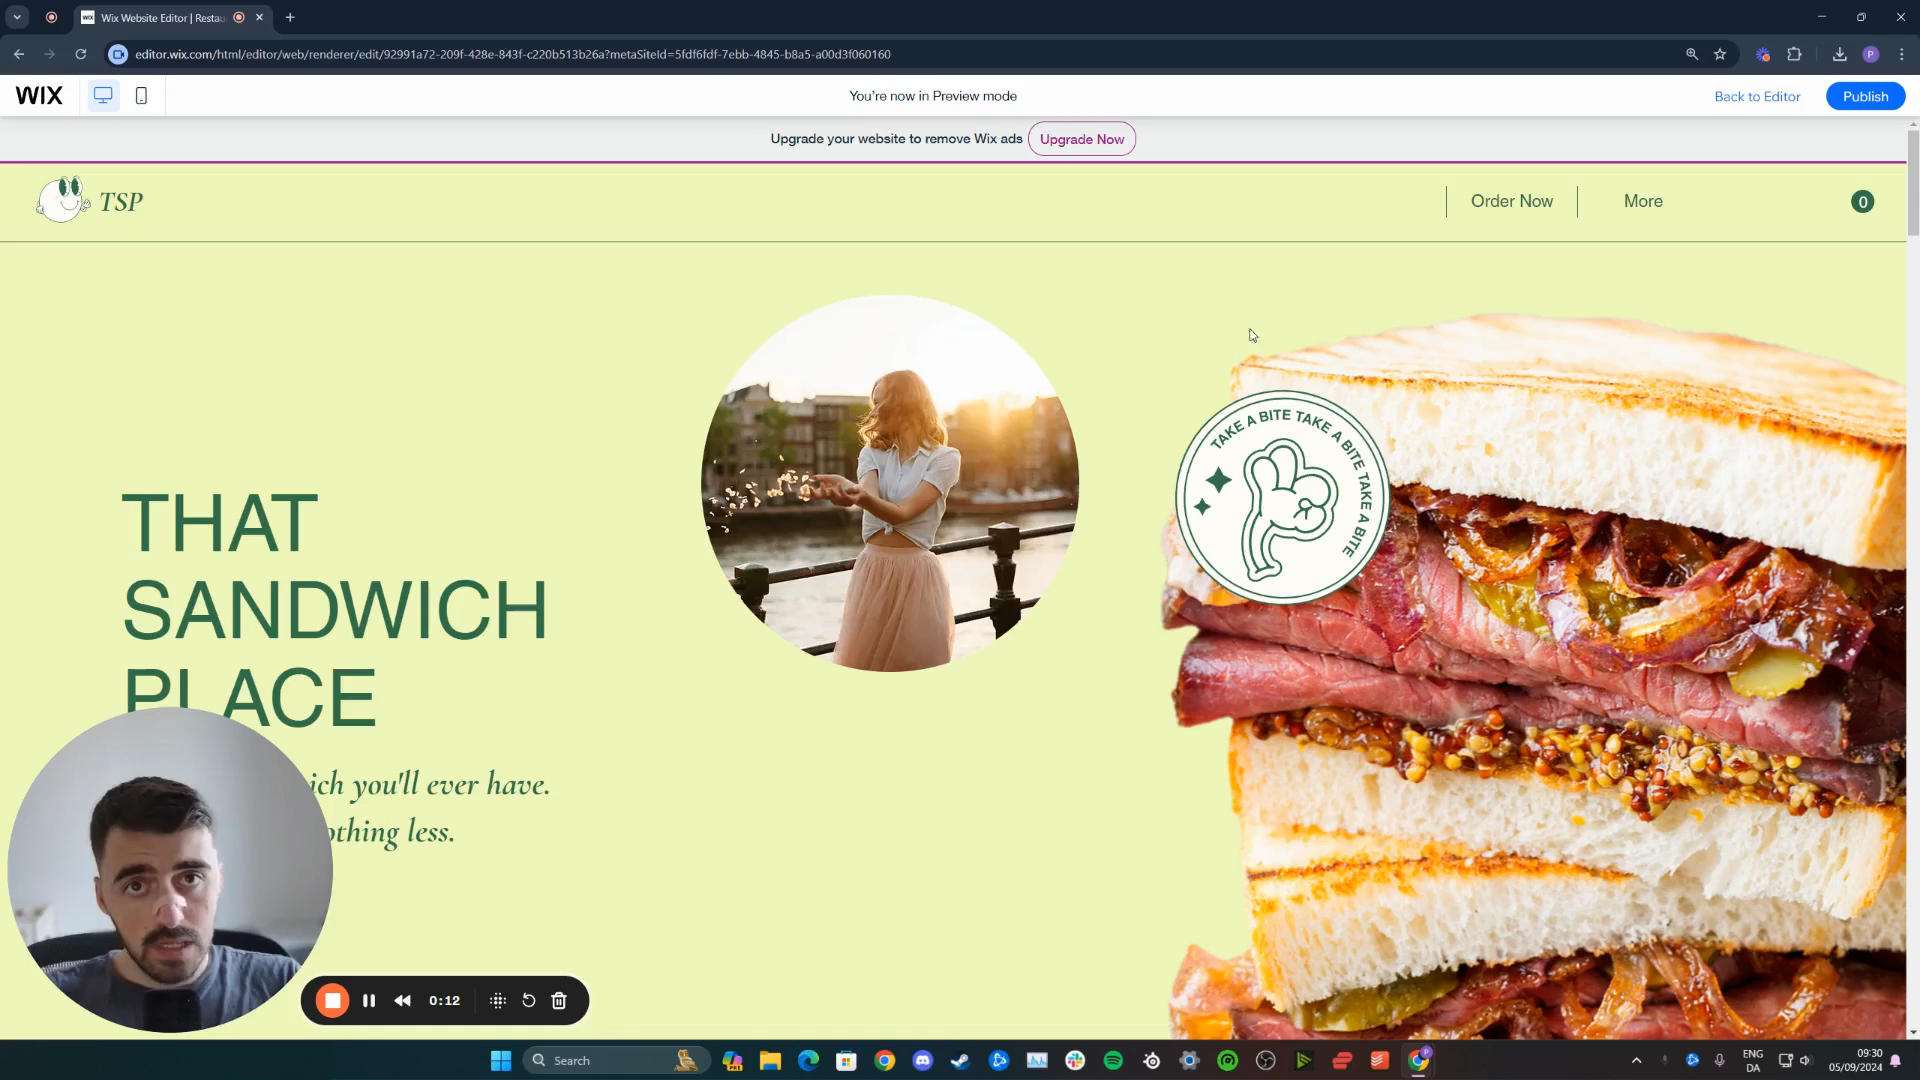 WIX Wix Website Editor | Restau
editor.wix.com/html/editor/web/renderer/edit/92991a72-209f-428e-843f-c220b513b26a?metaSiteId=5fdf6fdf-7ebb-4845-b8a5-a00d3f060160
P
WIX
You're now in Preview mode
Back to Editor
Publish
Upgrade your website to remove Wix ads
Upgrade Now
TSP
Order Now
More
0
TAKE A BITE TAKE A BITE TAKE A BITE
THAT
SANDWICH
PLACE
ich you'll ever have.
othing less.
0:12
Search
PRE
ENG
DA
09:30
05/09/2024